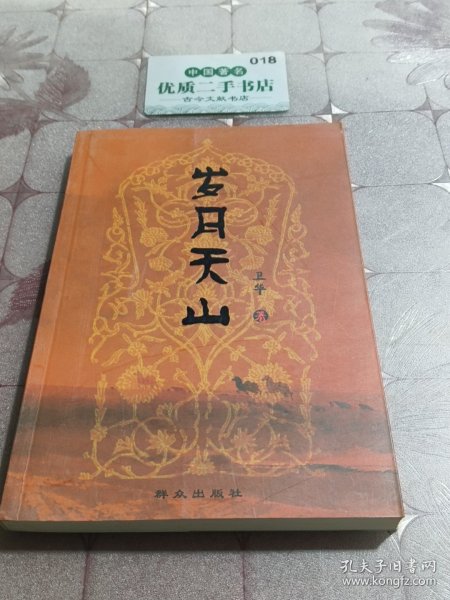 018
中国著名
优质二手书店
古今文献书店
岁月天山
卫华 著
群众出版社
孔夫子旧书网
www.kongfz.com